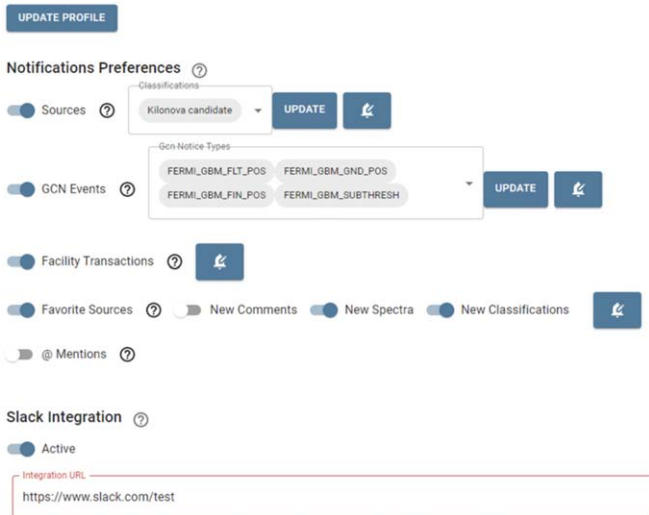 UPDATE PROFILE
Notifications Preferences
Classifications
Sources Kilonova candidate UPDATE
Gcn Notice Types
FERMI_GBM_FLT_POS FERMI_GBM_GND_POS
GCN Events UPDATE
FERMI_GBM_FIN_POS FERMI_GBM_SUBTHRESH
Facility Transactions
Favorite Sources New Comments New Spectra New Classifications
@ Mentions
Slack Integration
Active
Integration URL
https://www.slack.com/test